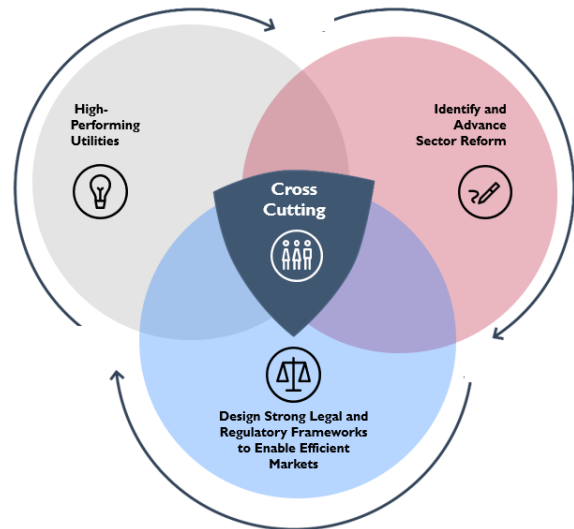 High-
Performing
Utilities
Identify and
Advance
Sector Reform
Cross
Cutting
Design Strong Legal and
Regulatory Frameworks
to Enable Efficient
Markets